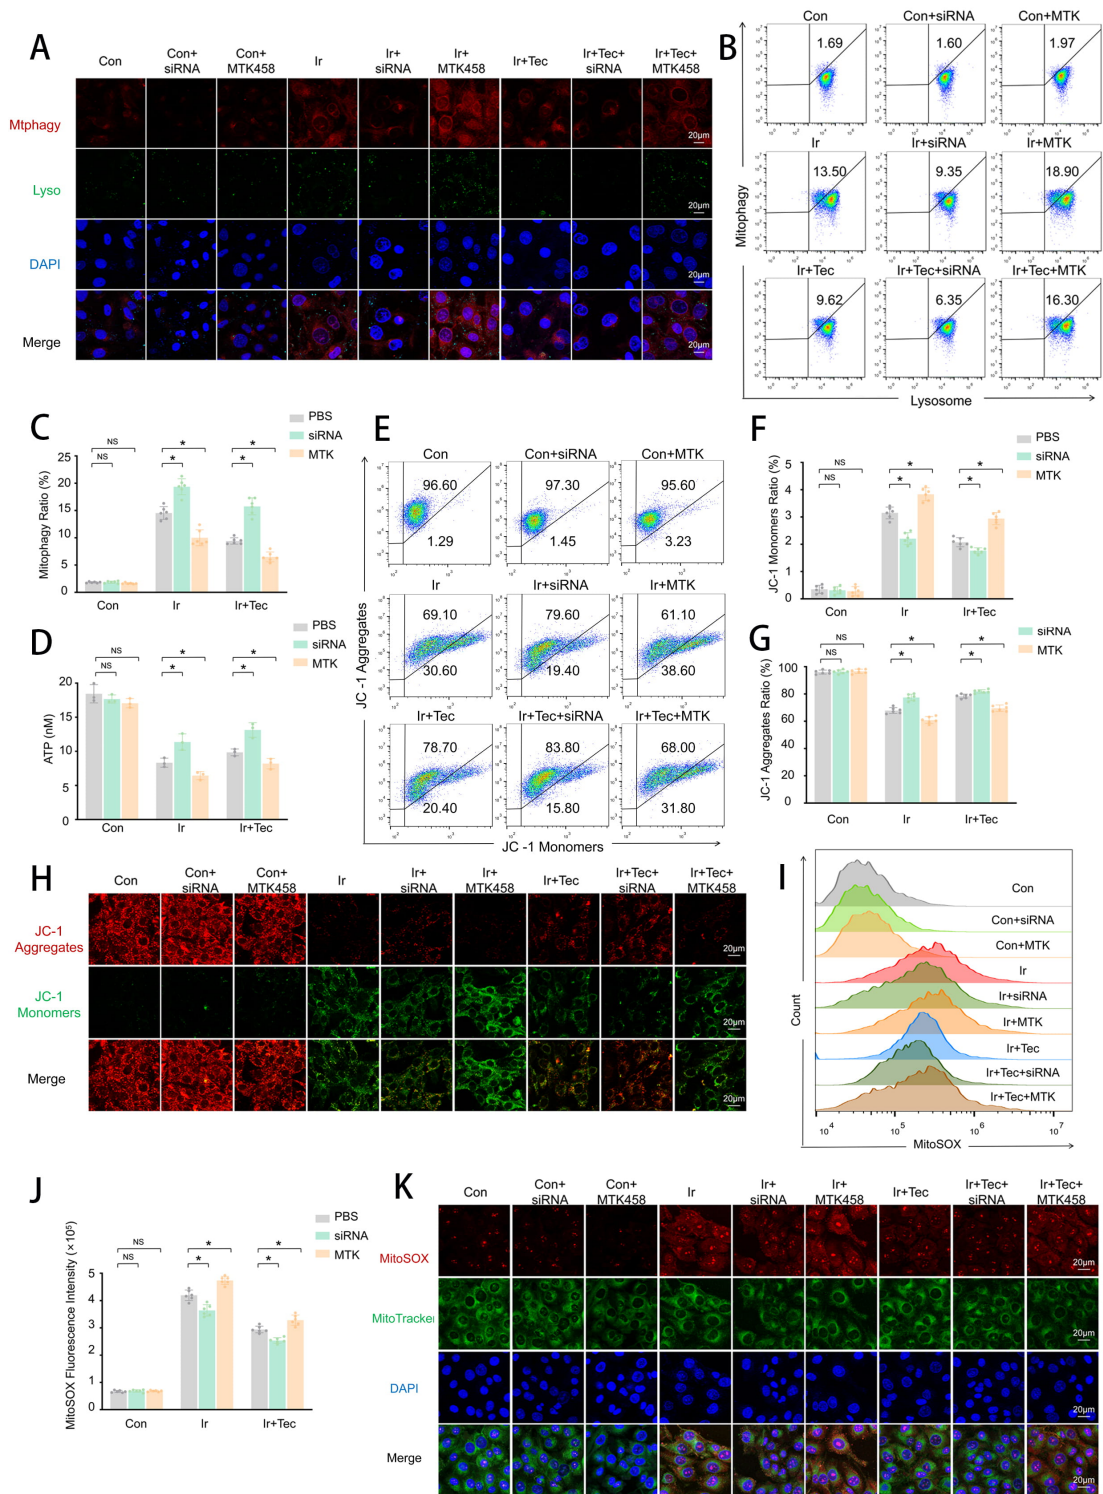 A
Con
Con+
siRNA
Con+
MTK458
Ir
Ir+
siRNA
Ir+
MTK458
Ir+Tec
Ir+Tec+
siRNA
Ir+Tec+
MTK458
Mtphagy
20μm
Lyso
20μm
DAPI
20μm
Merge
20μm
B
Con
Con+siRNA
Con+MTK
1.69
1.60
1.97
Ir
Ir+siRNA
Ir+MTK
13.50
9.35
18.90
Ir+Tec
Ir+Tec+siRNA
Ir+Tec+MTK
9.62
6.35
16.30
Mitophagy
Lysosome
C
PBS
siRNA
MTK
NS
NS
* * * *
Mitophagy Ratio (%)
25
20
15
10
5
0
Con
Ir
Ir+Tec
D
PBS
siRNA
MTK
NS
NS
* * * *
ATP (nM)
20
15
10
5
0
Con
Ir
Ir+Tec
E
Con
Con+siRNA
Con+MTK
96.60
97.30
95.60
1.29
1.45
3.23
Ir
Ir+siRNA
Ir+MTK
69.10
79.60
61.10
30.60
19.40
38.60
Ir+Tec
Ir+Tec+siRNA
Ir+Tec+MTK
78.70
83.80
68.00
20.40
15.80
31.80
JC -1 Aggregates
JC -1 Monomers
F
PBS
siRNA
MTK
NS
NS
* * * *
JC-1 Monomers Ratio (%)
5
4
3
2
1
0
Con
Ir
Ir+Tec
G
siRNA
MTK
NS
NS
* * * *
JC-1 Aggregates Ratio (%)
100
80
60
40
20
0
Con
Ir
Ir+Tec
H
Con
Con+
siRNA
Con+
MTK458
Ir
Ir+
siRNA
Ir+
MTK458
Ir+Tec
Ir+Tec+
siRNA
Ir+Tec+
MTK458
JC-1
Aggregates
20μm
JC-1
Monomers
20μm
Merge
20μm
I
Con
Con+siRNA
Con+MTK
Ir
Ir+siRNA
Ir+MTK
Ir+Tec
Ir+Tec+siRNA
Ir+Tec+MTK
Count
10⁴ 10⁵ 10⁶ 10⁷
MitoSOX
J
PBS
siRNA
MTK
NS
NS
* * * *
MitoSOX Fluorescence Intensity (×10⁵)
5
4
3
2
1
0
Con
Ir
Ir+Tec
K
Con
Con+
siRNA
Con+
MTK458
Ir
Ir+
siRNA
Ir+
MTK458
Ir+Tec
Ir+Tec+
siRNA
Ir+Tec+
MTK458
MitoSOX
20μm
MitoTracker
20μm
DAPI
20μm
Merge
20μm